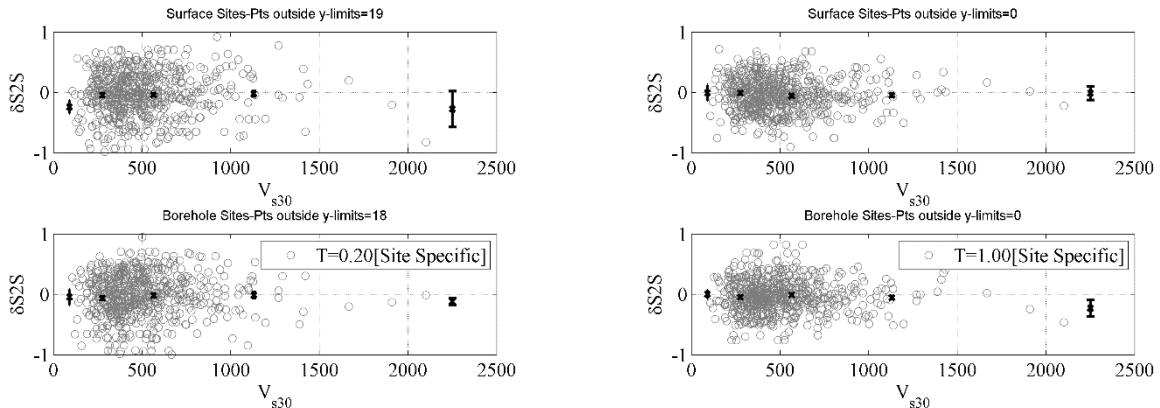 Surface Sites-Pts outside y-limits=19
1
0
-1
δS2S
0 500 1000 1500 2000 2500
V_s30
Surface Sites-Pts outside y-limits=0
1
0
-1
δS2S
0 500 1000 1500 2000 2500
V_s30
Borehole Sites-Pts outside y-limits=18
1
0
-1
δS2S
T=0.20[Site Specific]
0 500 1000 1500 2000 2500
V_s30
Borehole Sites-Pts outside y-limits=0
1
0
-1
δS2S
T=1.00[Site Specific]
0 500 1000 1500 2000 2500
V_s30